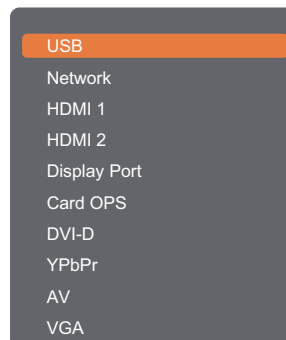 USB
Network
HDMI 1
HDMI 2
Display Port
Card OPS
DVI-D
YPbPr
AV
VGA